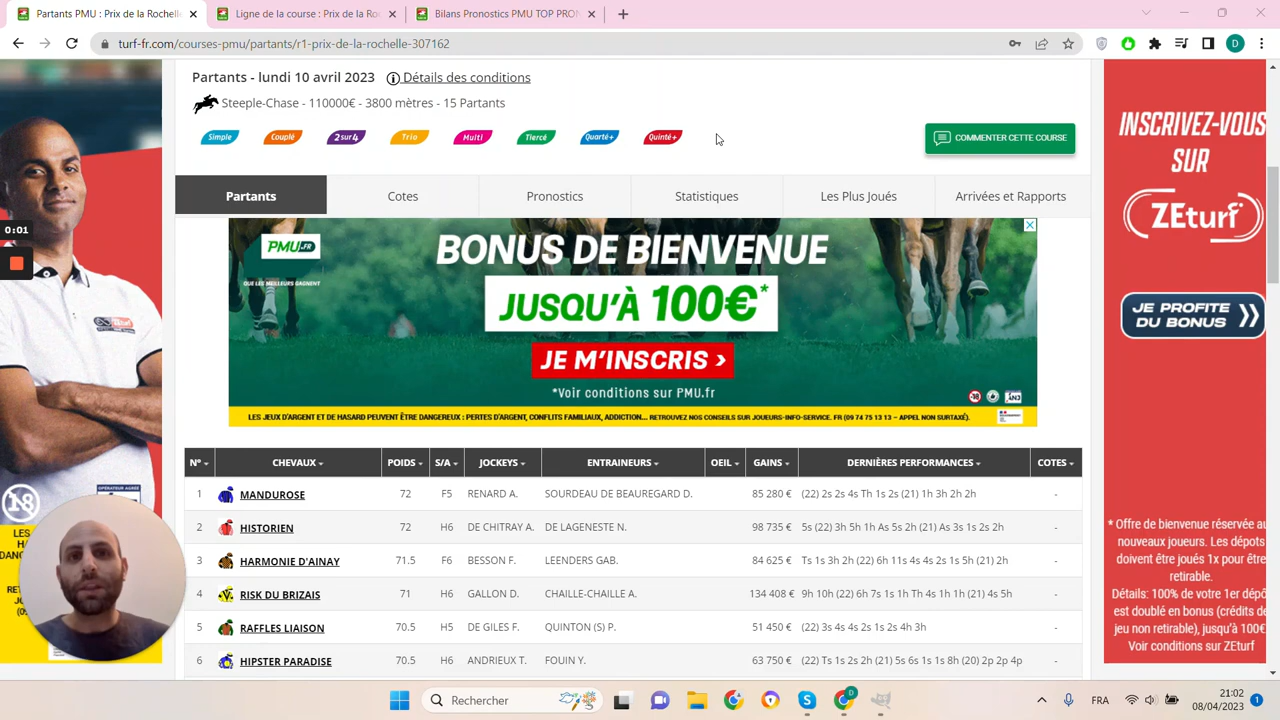 Partants PMU : Prix de la Rochelle
Ligne de course : Prix de la Roc
Bilans Pronostics PMU TOP PRON
turf-fr.com/courses-pmu/partants/r1-prix-de-la-rochelle-307162
D
Partants - lundi 10 avril 2023 Détails des conditions
Steeple-Chase - 110000€ - 3800 mètres - 15 Partants
Simple Couplé 2sur4 Trio Multi Tiercé Quarté+ Quinté+
COMMENTER CETTE COURSE
Partants Cotes Pronostics Statistiques Les Plus Joués Arrivées et Rapports
PMU.FR
QUE LES MEILLEURS GAGNENT
BONUS DE BIENVENUE
JUSQU'À 100€*
JE M'INSCRIS >
*Voir conditions sur PMU.fr
LES JEUX D'ARGENT ET DE HASARD PEUVENT ÊTRE DANGEREUX : PERTES D'ARGENT, CONFLITS FAMILIAUX, ADDICTION... RETROUVEZ NOS CONSEILS SUR JOUEURS-INFO-SERVICE. FR (09 74 75 13 13 – APPEL NON SURTAXÉ).
N° CHEVAUX POIDS S/A JOCKEYS ENTRAINEURS OEIL GAINS DERNIÈRES PERFORMANCES COTES
1 MANDUROSE 72 F5 RENARD A. SOURDEAU DE BEAUREGARD D. 85 280 € (22) 2s 2s 4s Th 1s 2s (21) 1h 3h 2h 2h -
2 HISTORIEN 72 H6 DE CHITRAY A. DE LAGENESTE N. 98 735 € 5s (22) 3h 5s 1h As 5s 2h (21) As 3s 1s 2s 2h -
3 HARMONIE D'AINAY 71.5 F6 BESSON F. LEENDERS GAB. 84 625 € Ts 1s 3h 2h (22) 6h 11s 4s 4s 2s 1s 5h (21) 2h -
4 RISK DU BRIZAIS 71 H6 GALLON D. CHAILLE-CHAILLE A. 134 408 € 9h 10h (22) 6h 7s 1s 1h Th 4s 1h 1h (21) 4s 5h -
5 RAFFLES LIAISON 70.5 H5 DE GILES F. QUINTON (S) P. 51 450 € (22) 3s 4s 4s 2s 1s 2s 4h 3h -
6 HIPSTER PARADISE 70.5 H6 ANDRIEUX T. FOUIN Y. 63 750 € (22) Ts 1s 2s 2h (21) 5s 6s 1s 1s 8h (20) 2p 2p 4p -
0:01
ZEturf
18
INSCRIVEZ-VOUS
SUR
ZEturf
JE PROFITE
DU BONUS
* Offre de bienvenue réservée au
nouveaux joueurs. Les dépots
doivent être joués 1x pour être
retirable.
Détails: 100% de votre 1er dépô
est doublé en bonus (crédits de
jeu non retirable), jusqu'à 100€
Voir conditions sur ZEturf
Rechercher
FRA
21:02
08/04/2023